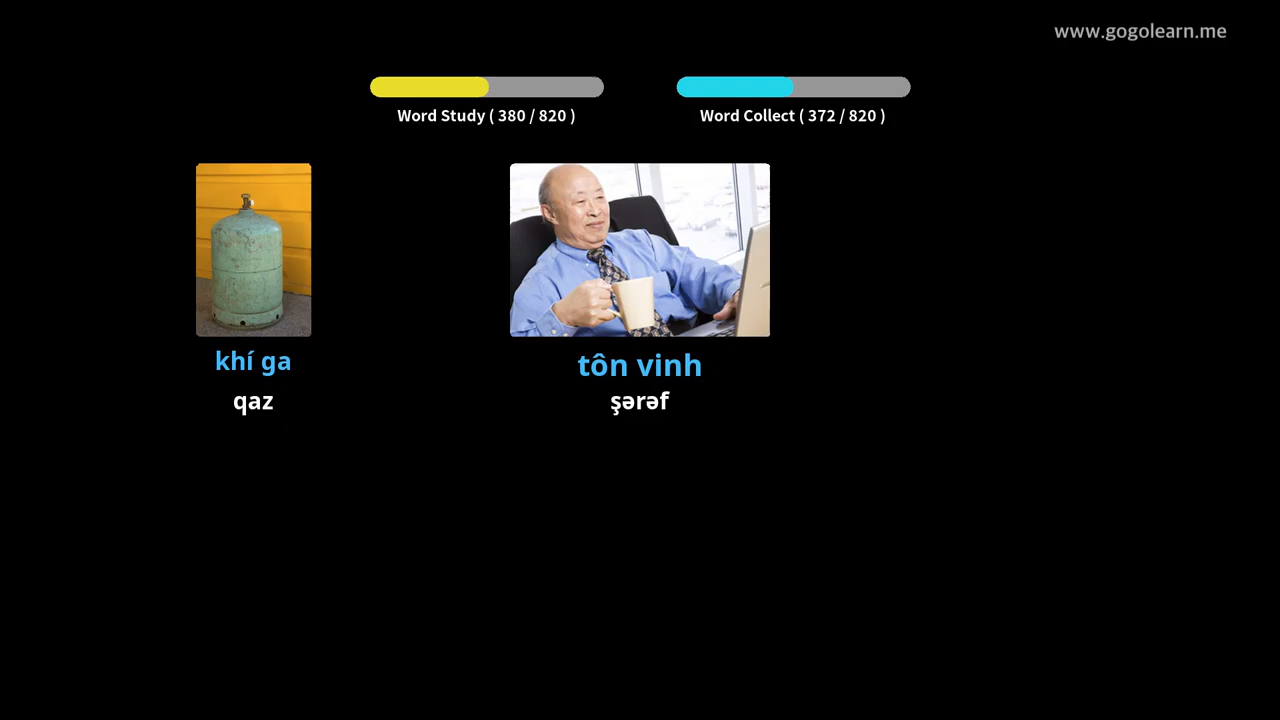 www.gogolearn.me
Word Study ( 380 / 820 )
Word Collect ( 372 / 820 )
khí ga
qaz
tôn vinh
şərəf